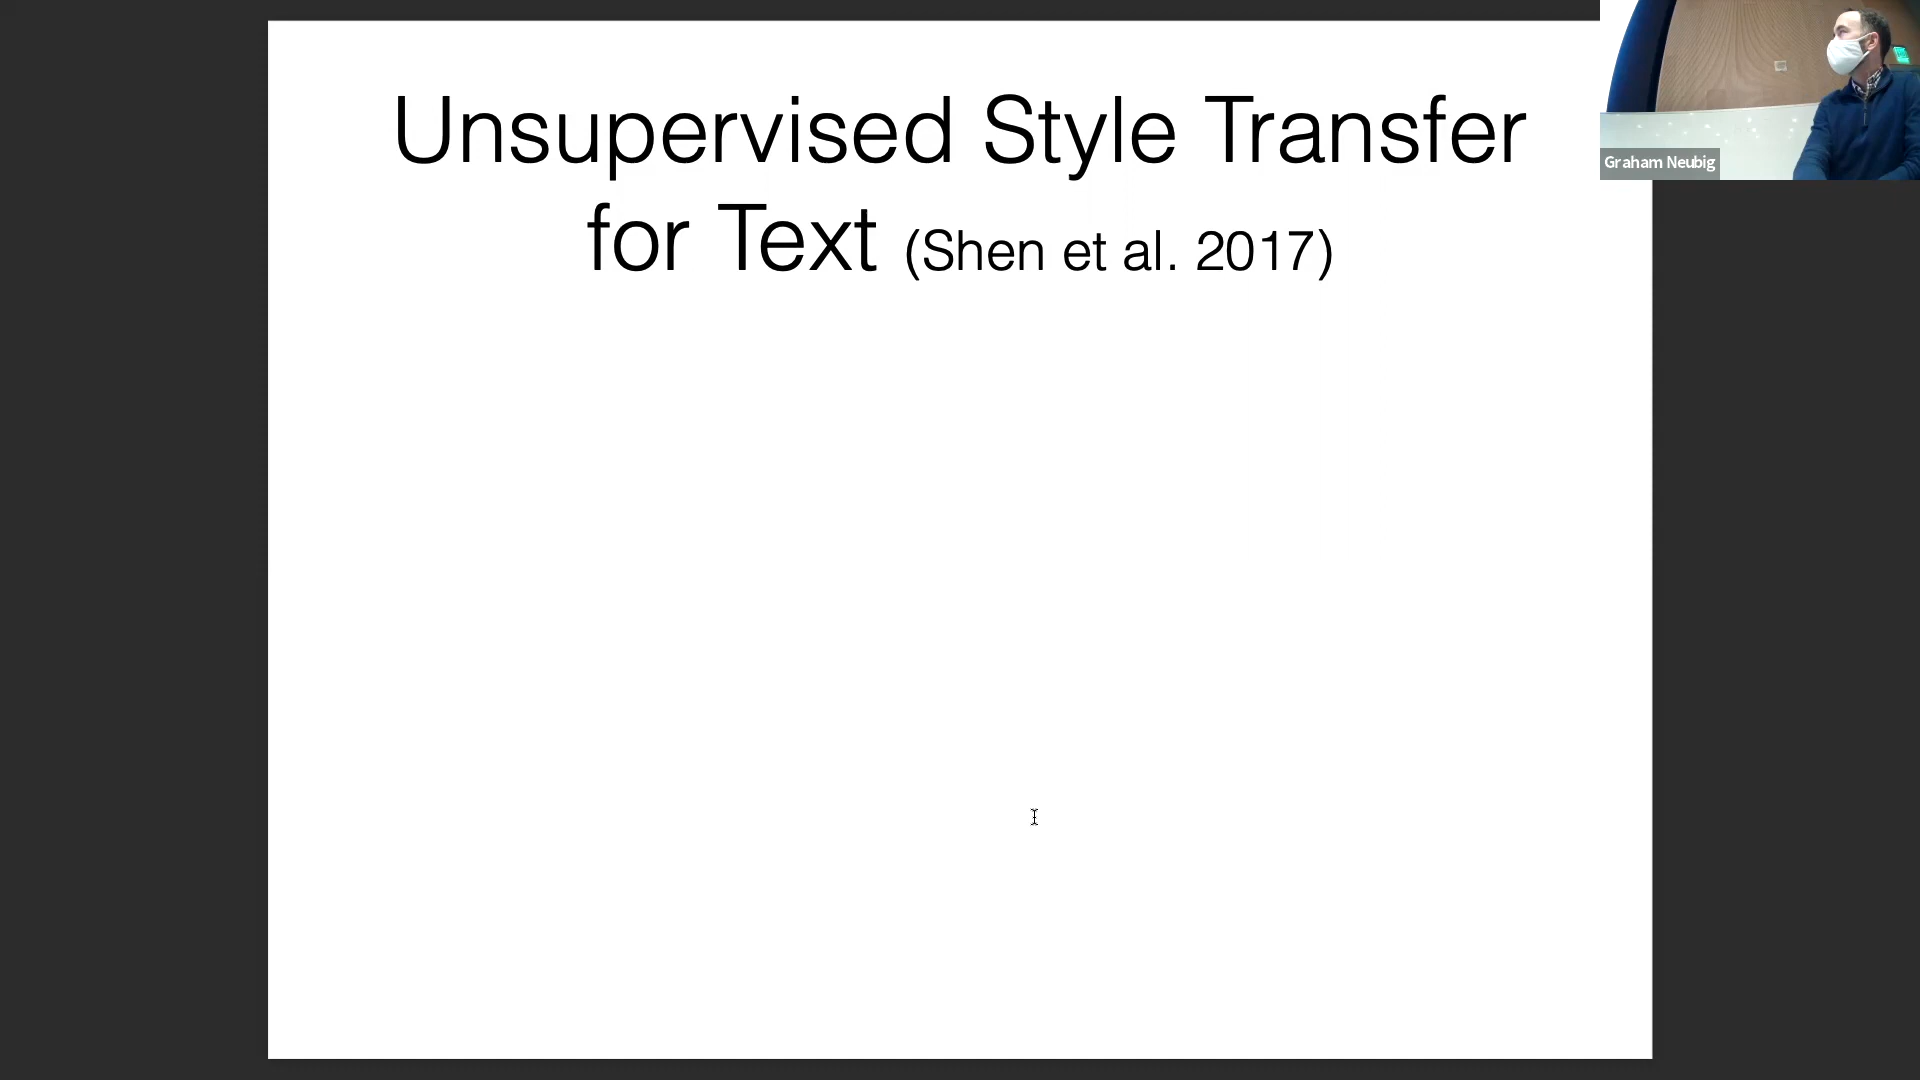 Unsupervised Style Transfer
for Text (Shen et al. 2017)
Graham Neubig